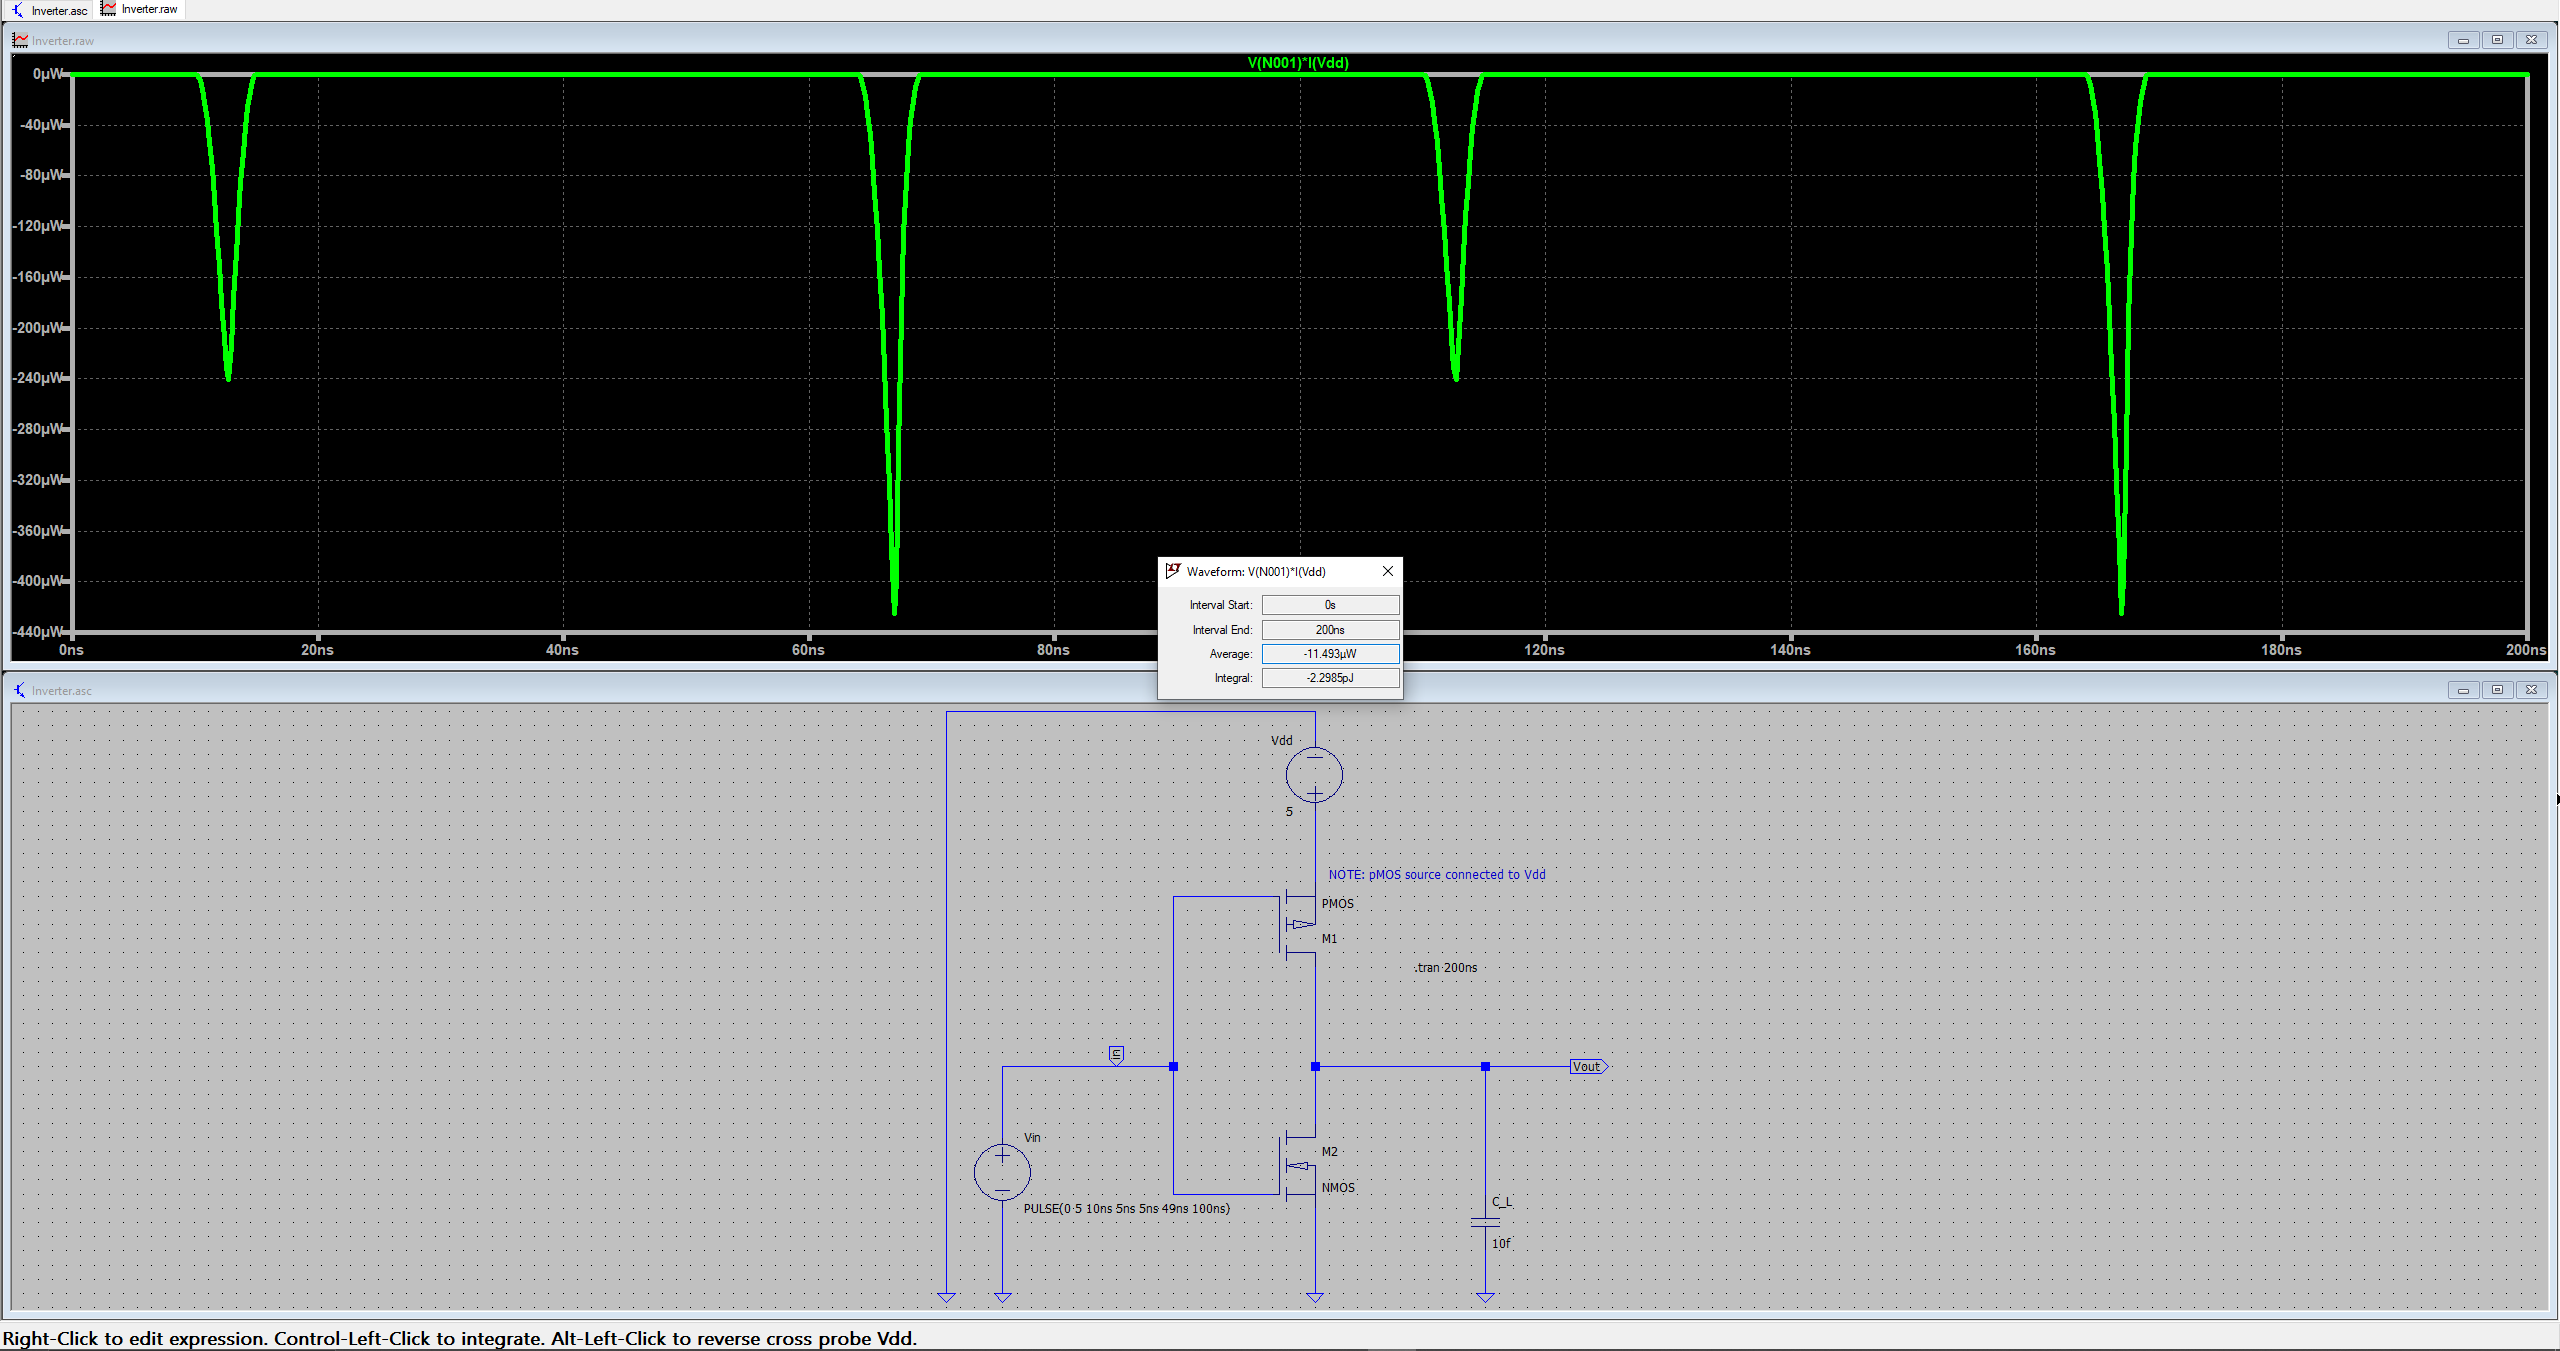 Inverter.asc
Inverter.raw
Inverter.raw
V(N001)*I(Vdd)
0µW
-40µW
-80µW
-120µW
-160µW
-200µW
-240µW
-280µW
-320µW
-360µW
-400µW
-440µW
0ns
20ns
40ns
60ns
80ns
120ns
140ns
160ns
180ns
200ns
Waveform: V(N001)*I(Vdd)
Interval Start: 0s
Interval End: 200ns
Average: -11.493µW
Integral: -2.2985pJ
Inverter.asc
Vdd
5
NOTE: pMOS source connected to Vdd
PMOS
M1
.tran 200ns
in
Vout
Vin
M2
NMOS
PULSE(0 5 10ns 5ns 5ns 49ns 100ns)
C_L
10f
Right-Click to edit expression. Control-Left-Click to integrate. Alt-Left-Click to reverse cross probe Vdd.